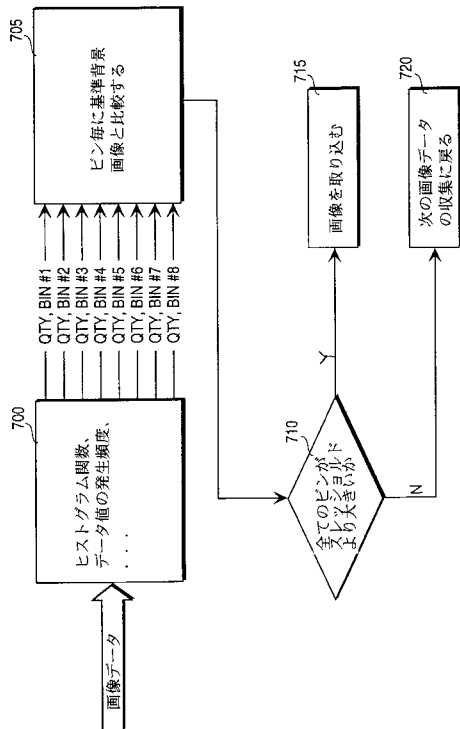 画像データ
700
ヒストグラム関数、
データ値の発生頻度、
・・・・
QTY, BIN #1
QTY, BIN #2
QTY, BIN #3
QTY, BIN #4
QTY, BIN #5
QTY, BIN #6
QTY, BIN #7
QTY, BIN #8
705
ビン毎に基準背景
画像と比較する
710
全てのビンが
スレッショルド
より大きいか
Y
N
715
画像を取り込む
720
次の画像データ
の収集に戻る